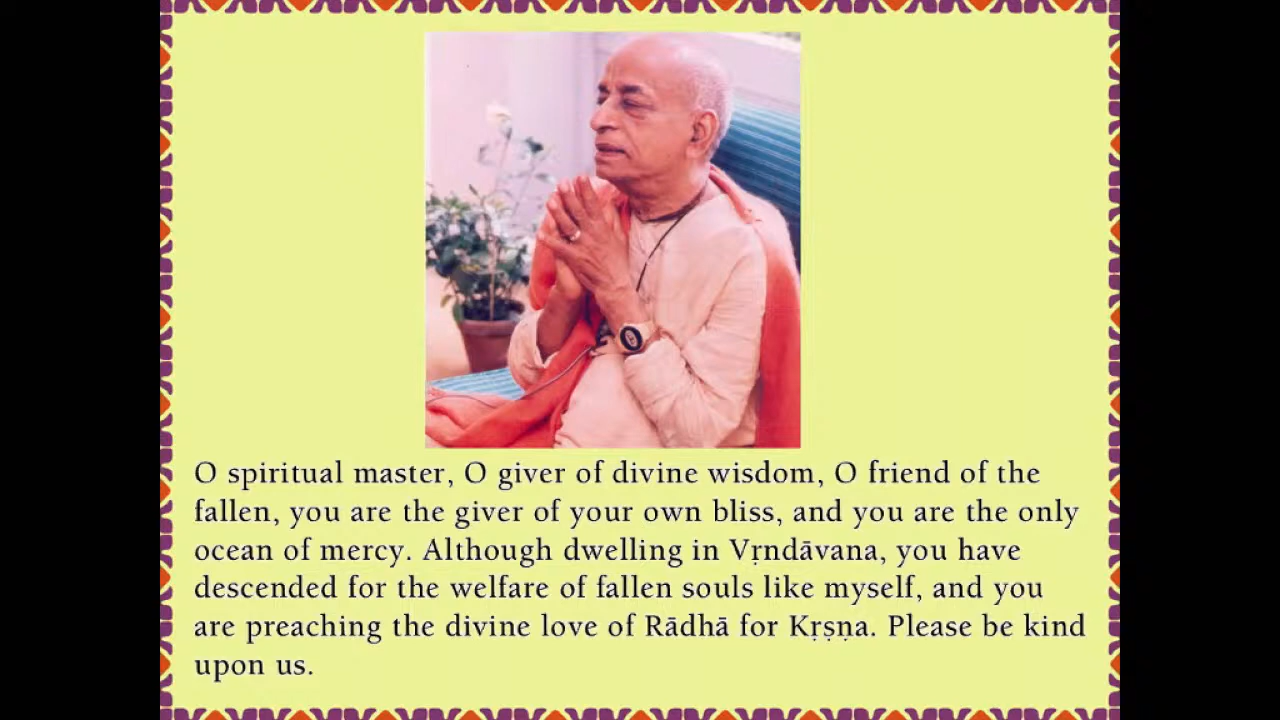 O spiritual master, O giver of divine wisdom, O friend of the
fallen, you are the giver of your own bliss, and you are the only
ocean of mercy. Although dwelling in Vṛndāvana, you have
descended for the welfare of fallen souls like myself, and you
are preaching the divine love of Rādhā for Kṛṣṇa. Please be kind
upon us.